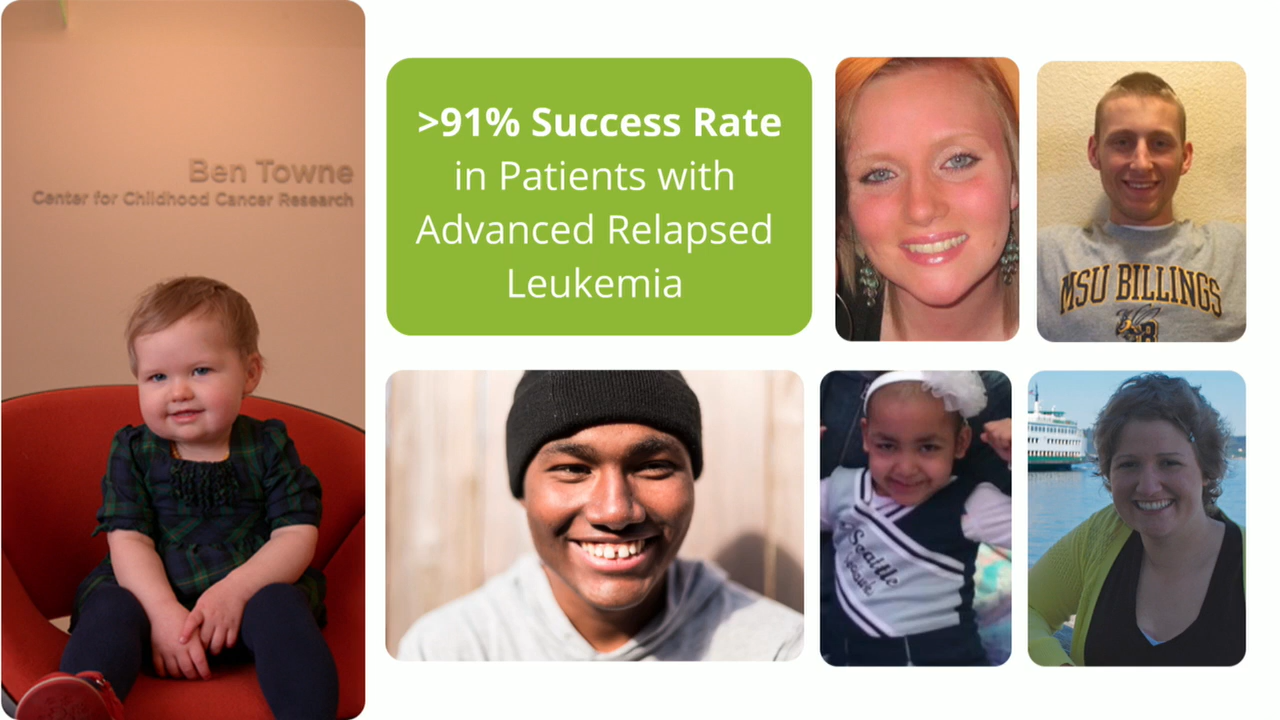 Ben Towne
Center for Childhood Cancer Research
>91% Success Rate
in Patients with
Advanced Relapsed
Leukemia
MSU BILLINGS
Seattle